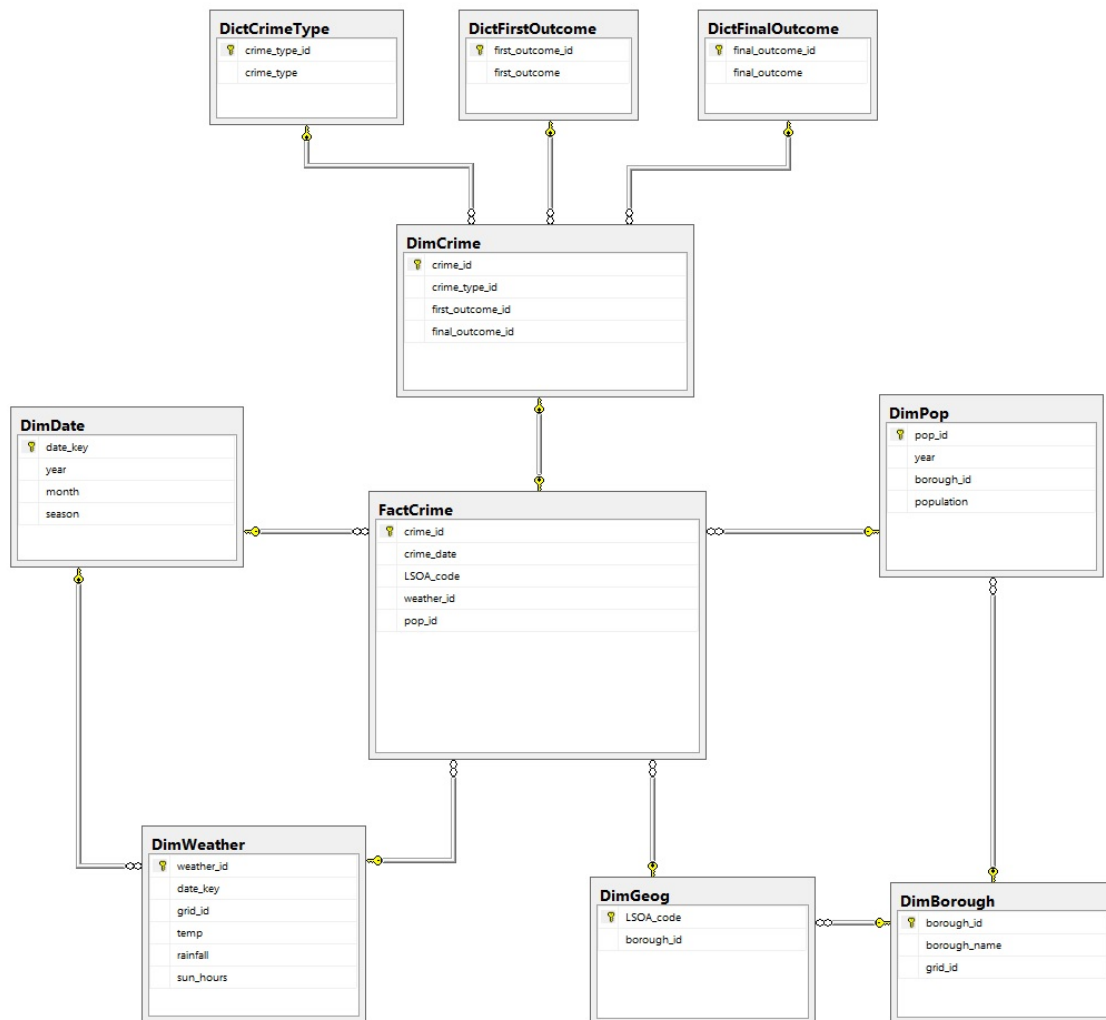 DictCrimeType
crime_type_id
crime_type
DictFirstOutcome
first_outcome_id
first_outcome
DictFinalOutcome
final_outcome_id
final_outcome
DimCrime
crime_id
crime_type_id
first_outcome_id
final_outcome_id
DimDate
date_key
year
month
season
FactCrime
crime_id
crime_date
LSOA_code
weather_id
pop_id
DimPop
pop_id
year
borough_id
population
DimWeather
weather_id
date_key
grid_id
temp
rainfall
sun_hours
DimGeog
LSOA_code
borough_id
DimBorough
borough_id
borough_name
grid_id